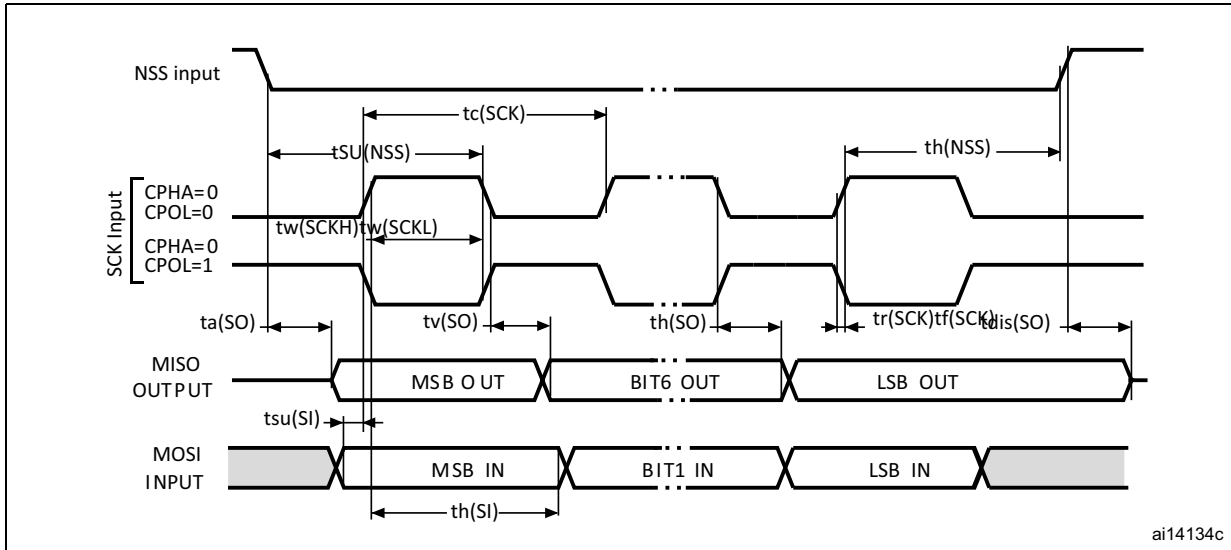 NSS input
tc(SCK)
tSU(NSS)
th(NSS)
SCK Input
CPHA=0
CPOL=0
tw(SCKH)tw(SCKL)
CPHA=0
CPOL=1
ta(SO)
tv(SO)
th(SO)
tr(SCK)tf(SCK)
tdis(SO)
MISO
OUTPUT
MSB OUT
BIT6 OUT
LSB OUT
tsu(SI)
MOSI
INPUT
MSB IN
BIT1 IN
LSB IN
th(SI)
ai14134c